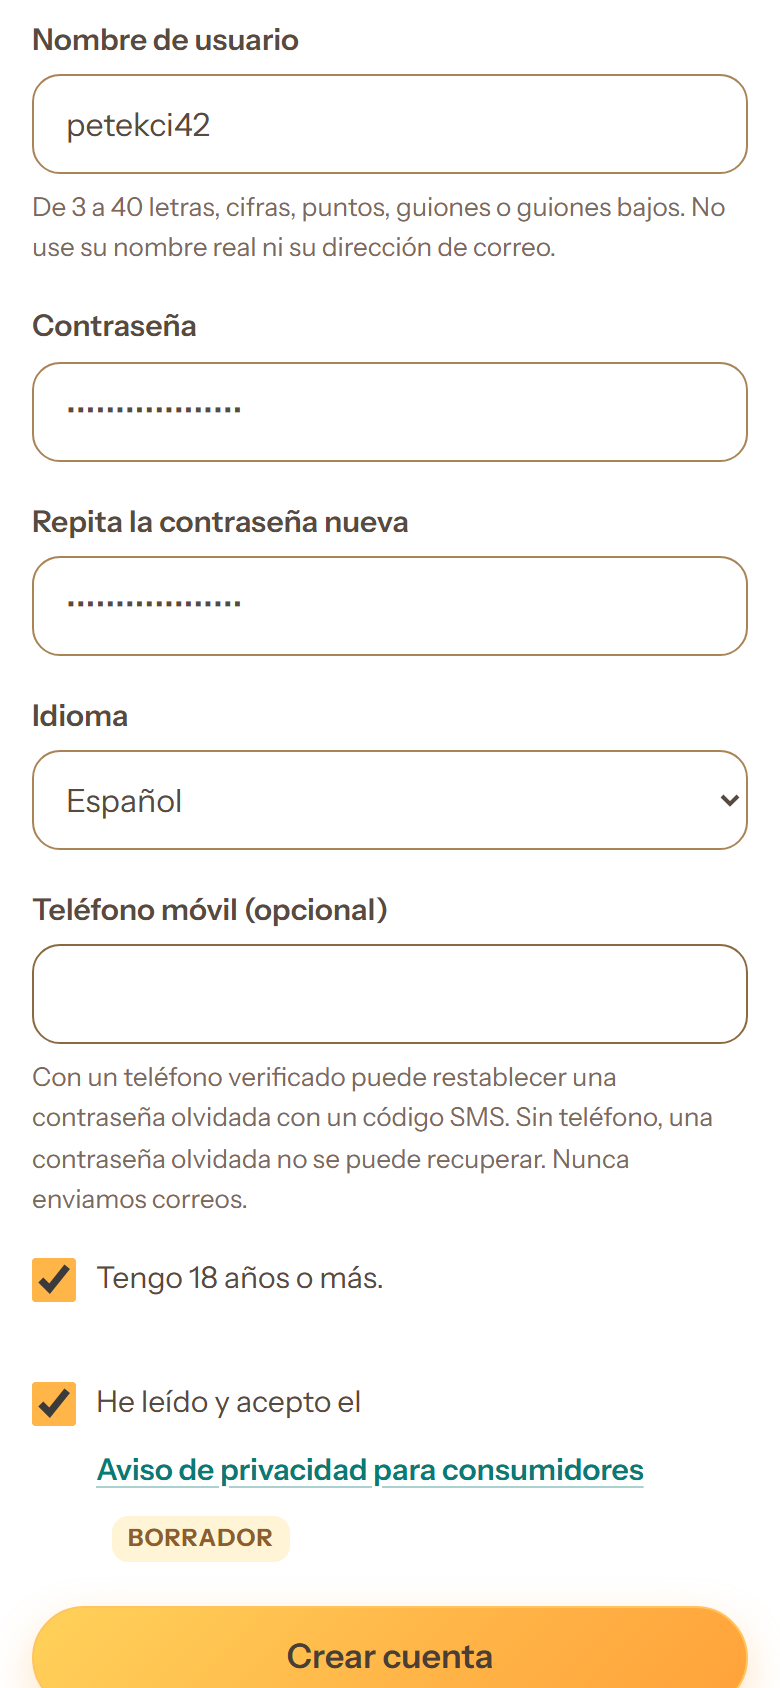 Nombre de usuario
petekci42
De 3 a 40 letras, cifras, puntos, guiones o guiones bajos. No
use su nombre real ni su dirección de correo.
Contraseña
••••••••••••••••••
Repita la contraseña nueva
••••••••••••••••••
Idioma
Español
Teléfono móvil (opcional)
Con un teléfono verificado puede restablecer una
contraseña olvidada con un código SMS. Sin teléfono, una
contraseña olvidada no se puede recuperar. Nunca
enviamos correos.
Tengo 18 años o más.
He leído y acepto el
Aviso de privacidad para consumidores
BORRADOR
Crear cuenta